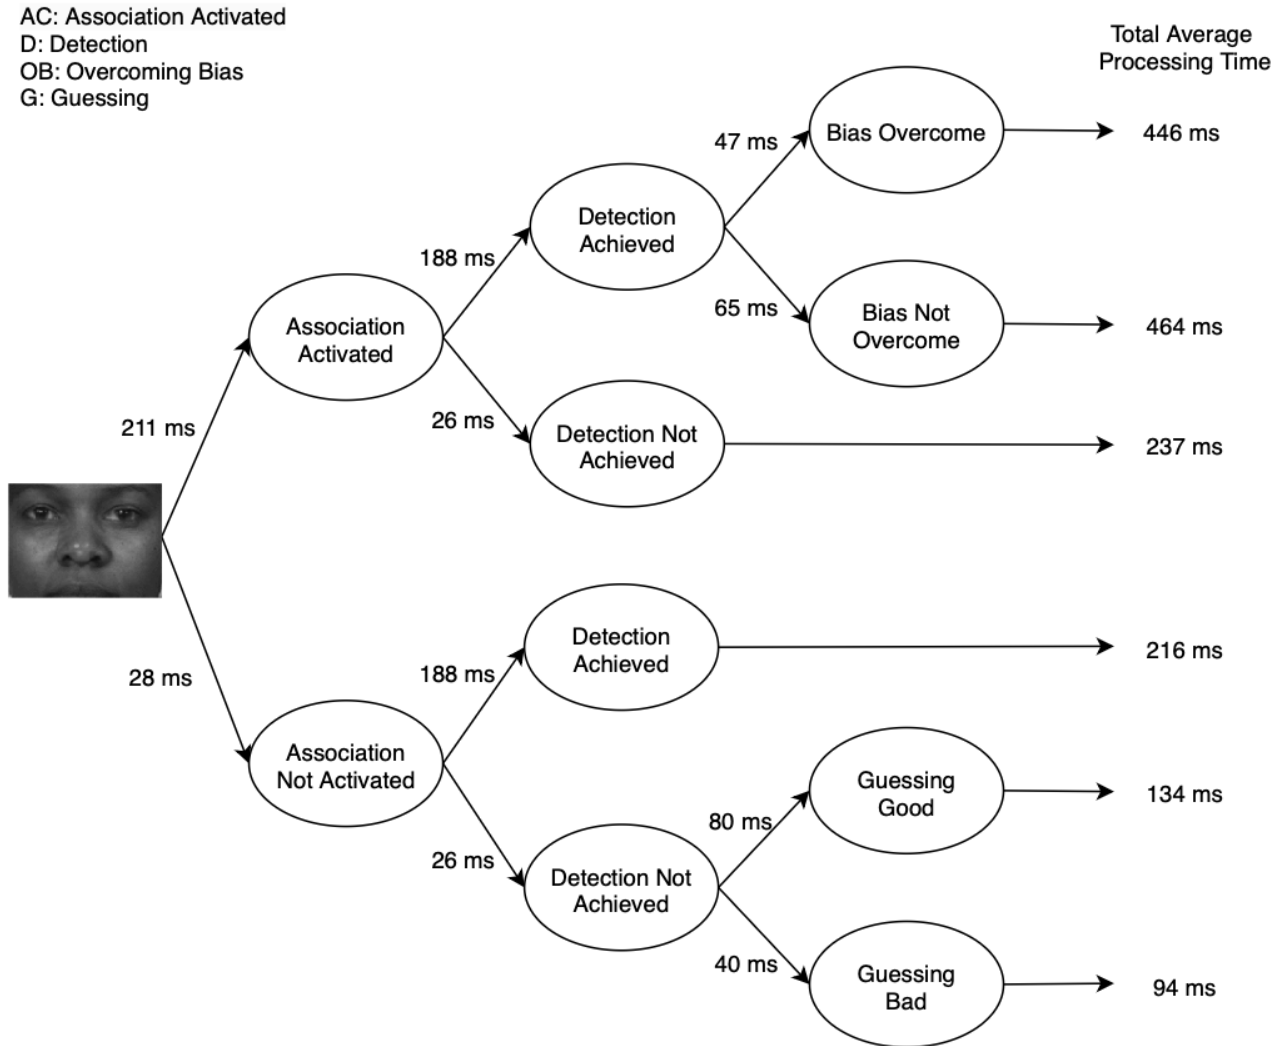 AC: Association Activated
D: Detection
OB: Overcoming Bias
G: Guessing
Total Average
Processing Time
47 ms
Bias Overcome
446 ms
Detection
Achieved
188 ms
65 ms
Bias Not
Overcome
464 ms
Association
Activated
26 ms
Detection Not
Achieved
237 ms
211 ms
28 ms
Detection
Achieved
216 ms
188 ms
Association
Not Activated
Guessing
Good
134 ms
80 ms
26 ms
Detection Not
Achieved
40 ms
Guessing
Bad
94 ms